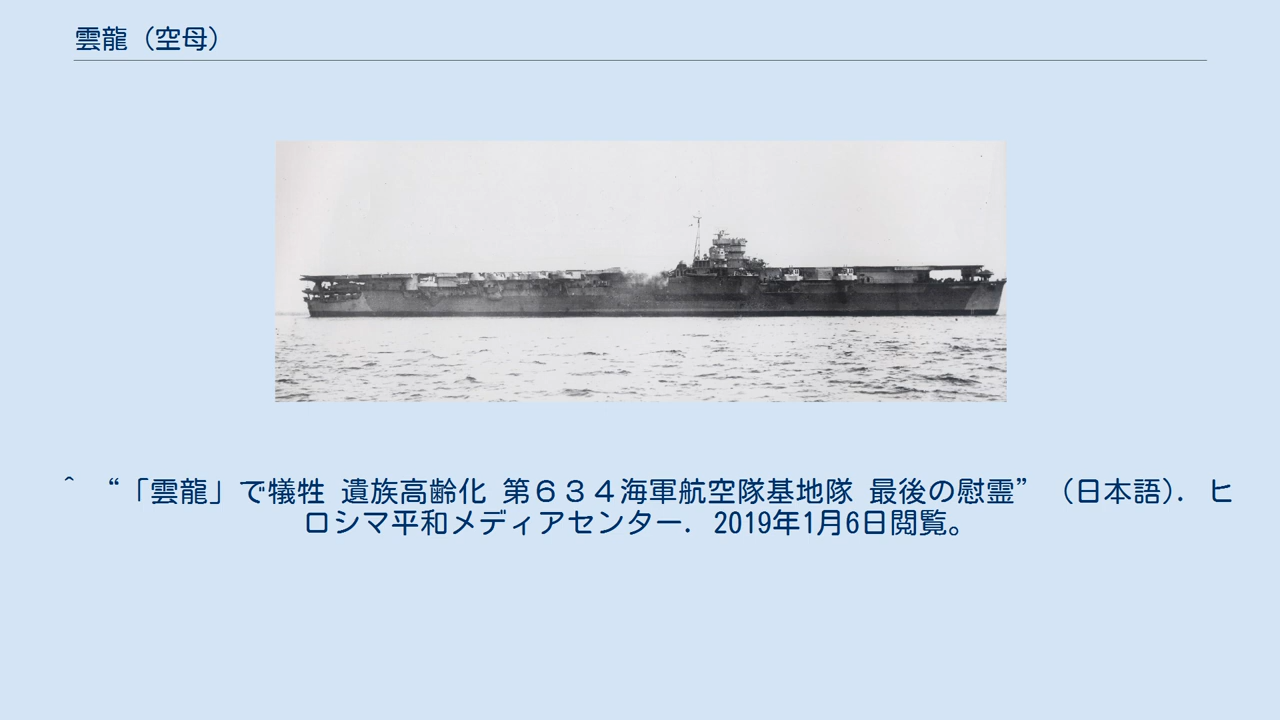 雲龍（空母）
^ “「雲龍」で犠牲 遺族高齢化 第６３４海軍航空隊基地隊 最後の慰霊” （日本語). ヒ
ロシマ平和メディアセンター. 2019年1月6日閲覧。